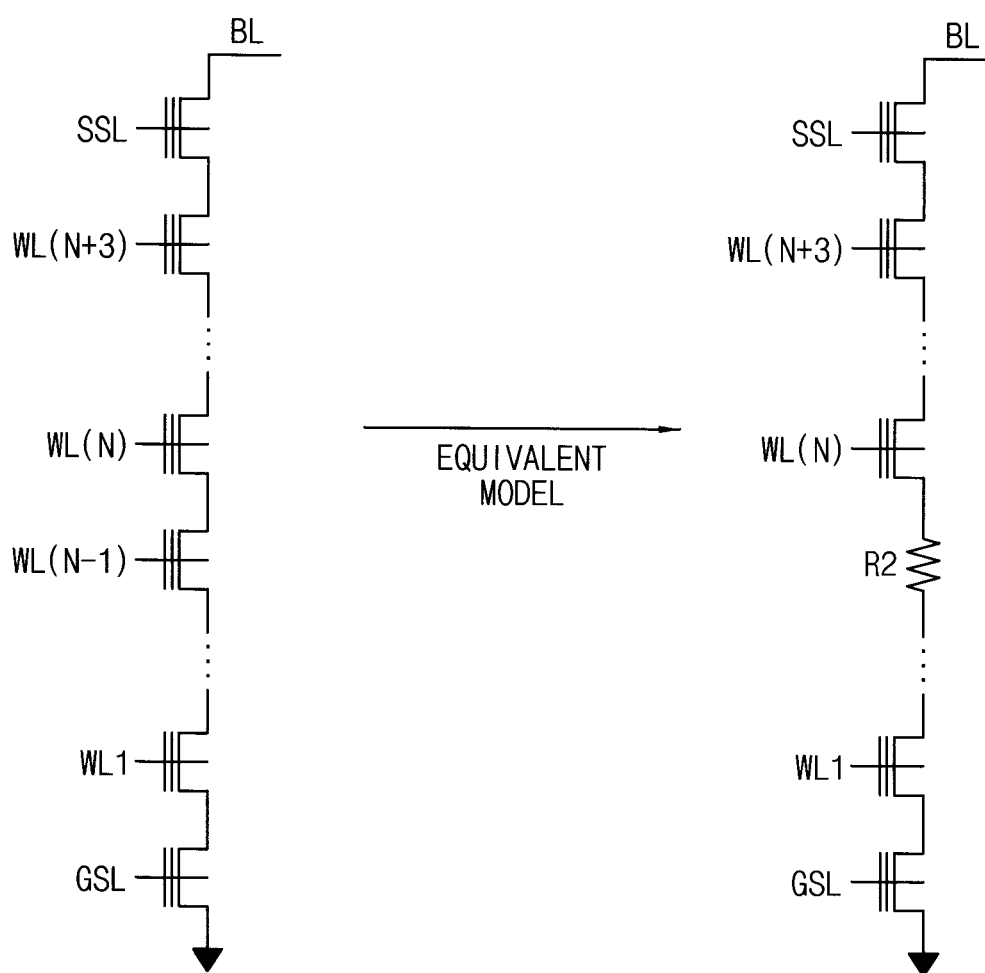 BL
SSL
WL(N+3)
WL(N)
WL(N-1)
WL1
GSL
EQUIVALENT
MODEL
BL
SSL
WL(N+3)
WL(N)
R2
WL1
GSL